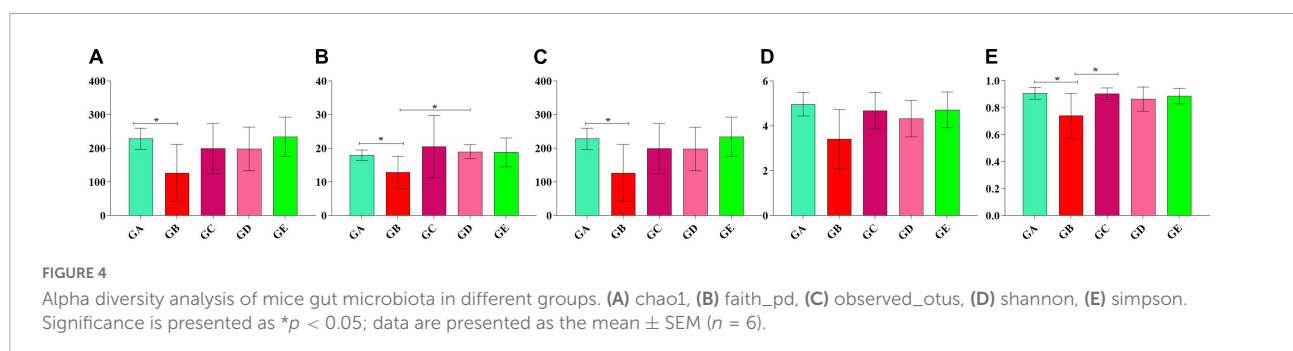 A B C D E
400 40 400 6 1.0
300 30 300 4 0.8
200 20 200 2 0.6
100 10 100 0 0.4
0 0 0 0.2
0.0
* * * * * *
GA GB GC GD GE GA GB GC GD GE GA GB GC GD GE GA GB GC GD GE GA GB GC GD GE
FIGURE 4
Alpha diversity analysis of mice gut microbiota in different groups. (A) chao1, (B) faith_pd, (C) observed_otus, (D) shannon, (E) simpson.
Significance is presented as *p < 0.05; data are presented as the mean ± SEM (n = 6).